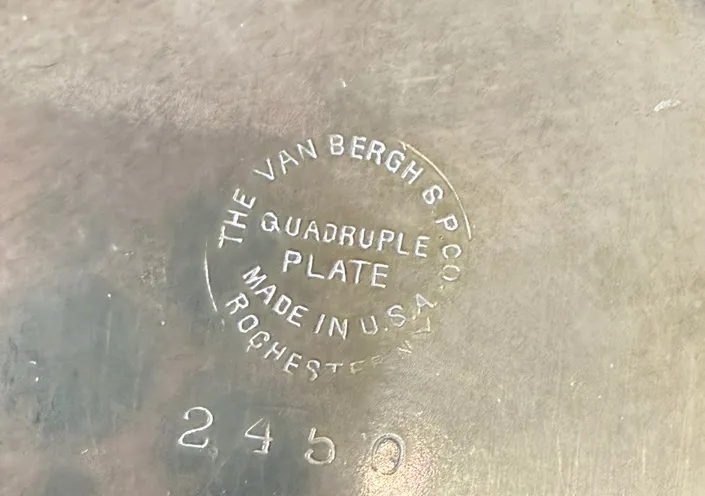 THE VAN BERGH S.P. CO.
QUADRUPLE
PLATE
MADE IN U.S.A
ROCHESTER
2450